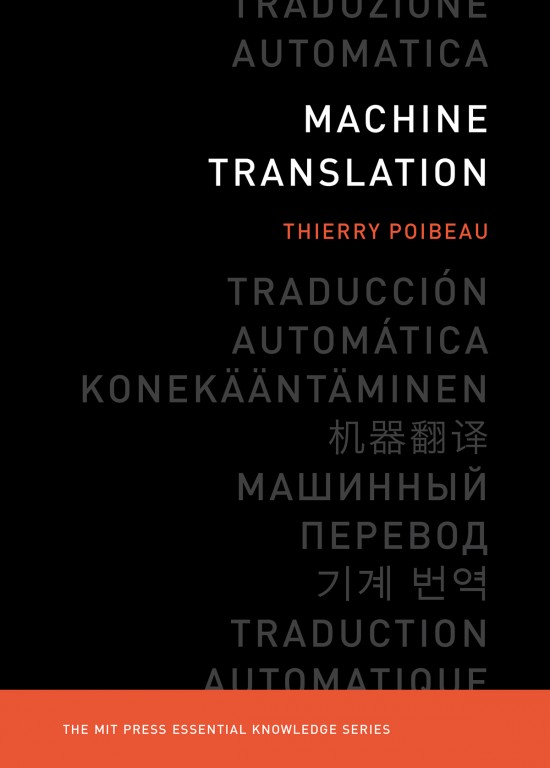 TRADUZIONE
AUTOMATICA
MACHINE
TRANSLATION
THIERRY POIBEAU
TRADUCCIÓN
AUTOMÁTICA
KONEKÄÄNTÄMINEN
机器翻译
МАШИННЫЙ
ПЕРЕВОД
기계 번역
TRADUCTION
AUTOMATIQUE
THE MIT PRESS ESSENTIAL KNOWLEDGE SERIES